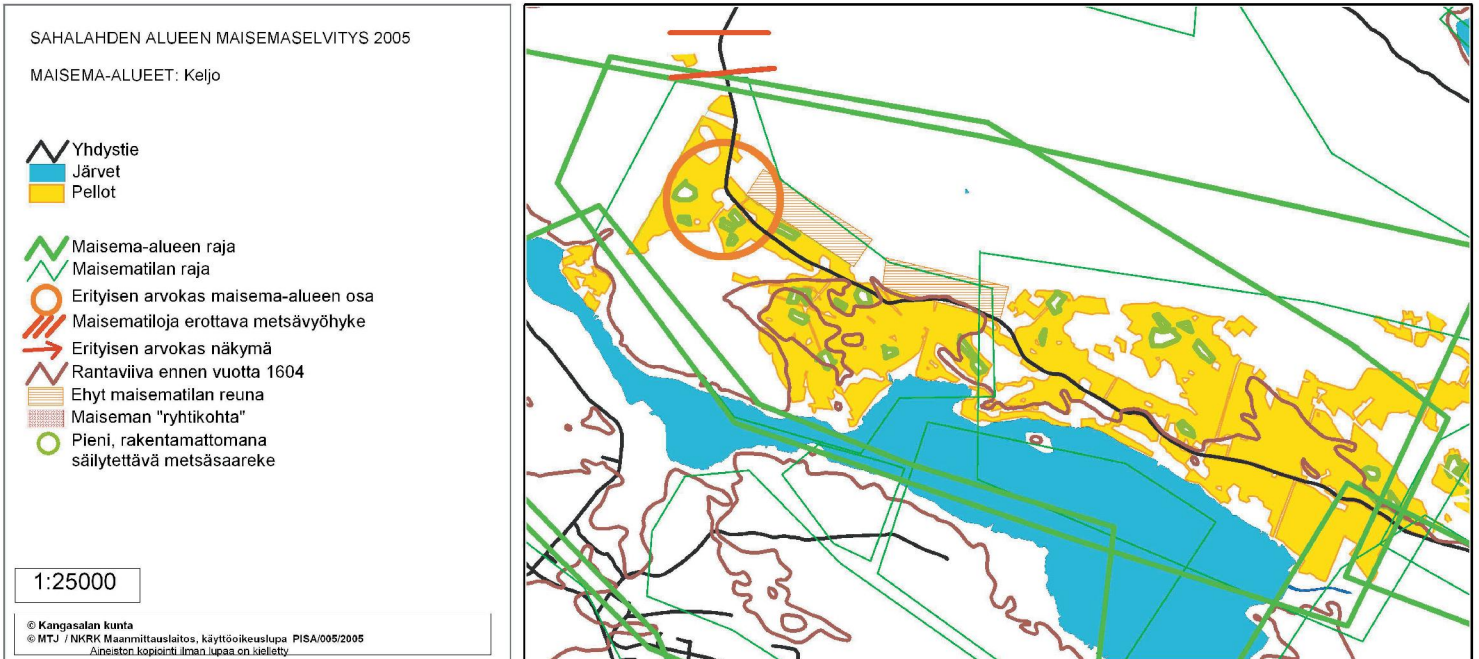 SAHALAHDEN ALUEEN MAISEMASELVITYS 2005
MAISEMA-ALUEET: Keljo
Yhdystie
Järvet
Pellot
Maisema-alueen raja
Maisematilan raja
Erityisen arvokas maisema-alueen osa
Maisematiloja erottava metsävyöhyke
Erityisen arvokas näkymä
Rantaviiva ennen vuotta 1604
Ehyt maisematilan reuna
Maiseman "ryhtikohta"
Pieni, rakentamattomana
säilytettävä metsäsaareke
1:25000
© Kangasalan kunta
© MTJ / NKRK Maanmittauslaitos, käyttöoikeuslupa PISA/005/2005
Aineiston kopiointi ilman lupaa on kielletty